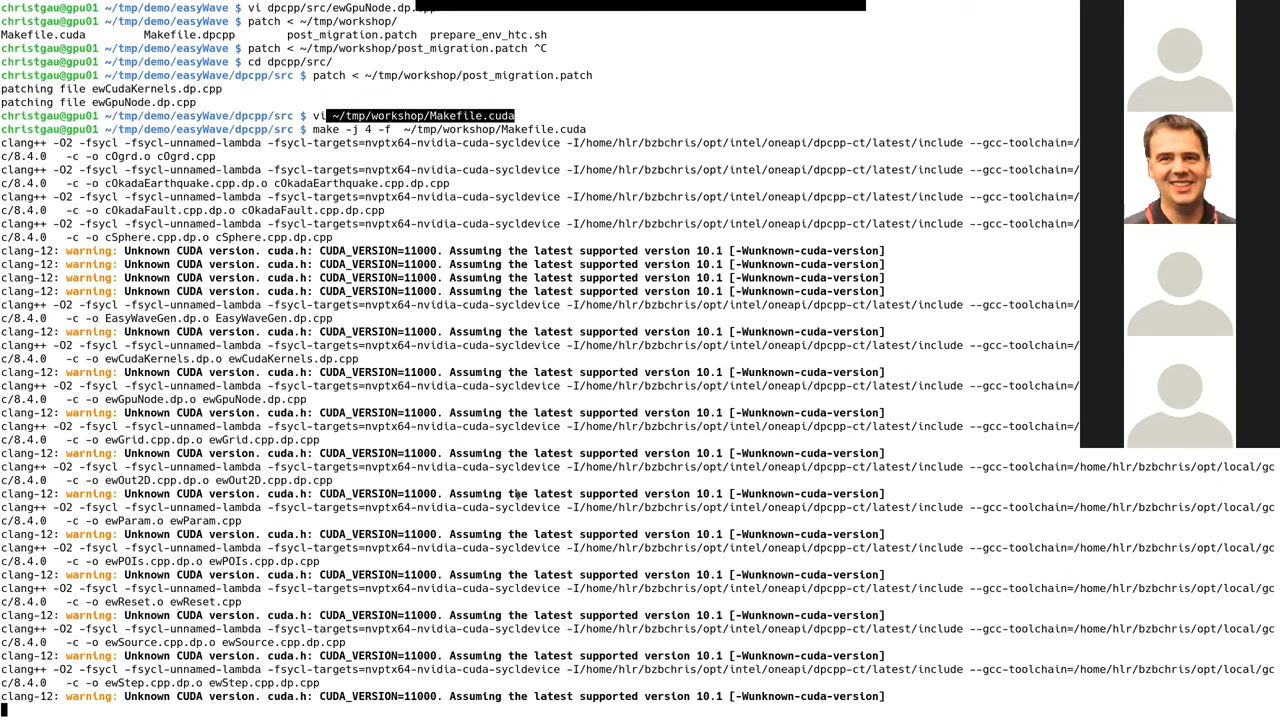 christgau@gpu01 ~/tmp/demo/easyWave $ vi dpcpp/src/ewGpuNode.dp.cpp
christgau@gpu01 ~/tmp/demo/easyWave $ patch < ~/tmp/workshop/
Makefile.cuda         Makefile.dpcpp        post_migration.patch  prepare_env_htc.sh
christgau@gpu01 ~/tmp/demo/easyWave $ patch < ~/tmp/workshop/post_migration.patch ^C
christgau@gpu01 ~/tmp/demo/easyWave $ cd dpcpp/src/
christgau@gpu01 ~/tmp/demo/easyWave/dpcpp/src $ patch < ~/tmp/workshop/post_migration.patch
patching file ewCudaKernels.dp.cpp
patching file ewGpuNode.dp.cpp
christgau@gpu01 ~/tmp/demo/easyWave/dpcpp/src $ vi ~/tmp/workshop/Makefile.cuda
christgau@gpu01 ~/tmp/demo/easyWave/dpcpp/src $ make -j 4 -f  ~/tmp/workshop/Makefile.cuda
clang++ -O2 -fsycl -fsycl-unnamed-lambda -fsycl-targets=nvptx64-nvidia-cuda-sycldevice -I/home/hlr/bzbchris/opt/intel/oneapi/dpcpp-ct/latest/include --gcc-toolchain=/
c/8.4.0   -c -o cOgrd.o cOgrd.cpp
clang++ -O2 -fsycl -fsycl-unnamed-lambda -fsycl-targets=nvptx64-nvidia-cuda-sycldevice -I/home/hlr/bzbchris/opt/intel/oneapi/dpcpp-ct/latest/include --gcc-toolchain=/
c/8.4.0   -c -o cOkadaEarthquake.cpp.dp.o cOkadaEarthquake.cpp.dp.cpp
clang++ -O2 -fsycl -fsycl-unnamed-lambda -fsycl-targets=nvptx64-nvidia-cuda-sycldevice -I/home/hlr/bzbchris/opt/intel/oneapi/dpcpp-ct/latest/include --gcc-toolchain=/
c/8.4.0   -c -o cOkadaFault.cpp.dp.o cOkadaFault.cpp.dp.cpp
clang++ -O2 -fsycl -fsycl-unnamed-lambda -fsycl-targets=nvptx64-nvidia-cuda-sycldevice -I/home/hlr/bzbchris/opt/intel/oneapi/dpcpp-ct/latest/include --gcc-toolchain=/
c/8.4.0   -c -o cSphere.cpp.dp.o cSphere.cpp.dp.cpp
clang-12: warning: Unknown CUDA version. cuda.h: CUDA_VERSION=11000. Assuming the latest supported version 10.1 [-Wunknown-cuda-version]
clang-12: warning: Unknown CUDA version. cuda.h: CUDA_VERSION=11000. Assuming the latest supported version 10.1 [-Wunknown-cuda-version]
clang-12: warning: Unknown CUDA version. cuda.h: CUDA_VERSION=11000. Assuming the latest supported version 10.1 [-Wunknown-cuda-version]
clang-12: warning: Unknown CUDA version. cuda.h: CUDA_VERSION=11000. Assuming the latest supported version 10.1 [-Wunknown-cuda-version]
clang++ -O2 -fsycl -fsycl-unnamed-lambda -fsycl-targets=nvptx64-nvidia-cuda-sycldevice -I/home/hlr/bzbchris/opt/intel/oneapi/dpcpp-ct/latest/include --gcc-toolchain=/
c/8.4.0   -c -o EasyWaveGen.dp.o EasyWaveGen.dp.cpp
clang-12: warning: Unknown CUDA version. cuda.h: CUDA_VERSION=11000. Assuming the latest supported version 10.1 [-Wunknown-cuda-version]
clang++ -O2 -fsycl -fsycl-unnamed-lambda -fsycl-targets=nvptx64-nvidia-cuda-sycldevice -I/home/hlr/bzbchris/opt/intel/oneapi/dpcpp-ct/latest/include --gcc-toolchain=/
c/8.4.0   -c -o ewCudaKernels.dp.o ewCudaKernels.dp.cpp
clang-12: warning: Unknown CUDA version. cuda.h: CUDA_VERSION=11000. Assuming the latest supported version 10.1 [-Wunknown-cuda-version]
clang++ -O2 -fsycl -fsycl-unnamed-lambda -fsycl-targets=nvptx64-nvidia-cuda-sycldevice -I/home/hlr/bzbchris/opt/intel/oneapi/dpcpp-ct/latest/include --gcc-toolchain=/
c/8.4.0   -c -o ewGpuNode.dp.o ewGpuNode.dp.cpp
clang-12: warning: Unknown CUDA version. cuda.h: CUDA_VERSION=11000. Assuming the latest supported version 10.1 [-Wunknown-cuda-version]
clang++ -O2 -fsycl -fsycl-unnamed-lambda -fsycl-targets=nvptx64-nvidia-cuda-sycldevice -I/home/hlr/bzbchris/opt/intel/oneapi/dpcpp-ct/latest/include --gcc-toolchain=/
c/8.4.0   -c -o ewGrid.cpp.dp.o ewGrid.cpp.dp.cpp
clang-12: warning: Unknown CUDA version. cuda.h: CUDA_VERSION=11000. Assuming the latest supported version 10.1 [-Wunknown-cuda-version]
clang++ -O2 -fsycl -fsycl-unnamed-lambda -fsycl-targets=nvptx64-nvidia-cuda-sycldevice -I/home/hlr/bzbchris/opt/intel/oneapi/dpcpp-ct/latest/include --gcc-toolchain=/home/hlr/bzbchris/opt/local/gc
c/8.4.0   -c -o ewOut2D.cpp.dp.o ewOut2D.cpp.dp.cpp
clang-12: warning: Unknown CUDA version. cuda.h: CUDA_VERSION=11000. Assuming the latest supported version 10.1 [-Wunknown-cuda-version]
clang++ -O2 -fsycl -fsycl-unnamed-lambda -fsycl-targets=nvptx64-nvidia-cuda-sycldevice -I/home/hlr/bzbchris/opt/intel/oneapi/dpcpp-ct/latest/include --gcc-toolchain=/home/hlr/bzbchris/opt/local/gc
c/8.4.0   -c -o ewParam.o ewParam.cpp
clang-12: warning: Unknown CUDA version. cuda.h: CUDA_VERSION=11000. Assuming the latest supported version 10.1 [-Wunknown-cuda-version]
clang++ -O2 -fsycl -fsycl-unnamed-lambda -fsycl-targets=nvptx64-nvidia-cuda-sycldevice -I/home/hlr/bzbchris/opt/intel/oneapi/dpcpp-ct/latest/include --gcc-toolchain=/home/hlr/bzbchris/opt/local/gc
c/8.4.0   -c -o ewPOIs.cpp.dp.o ewPOIs.cpp.dp.cpp
clang-12: warning: Unknown CUDA version. cuda.h: CUDA_VERSION=11000. Assuming the latest supported version 10.1 [-Wunknown-cuda-version]
clang++ -O2 -fsycl -fsycl-unnamed-lambda -fsycl-targets=nvptx64-nvidia-cuda-sycldevice -I/home/hlr/bzbchris/opt/intel/oneapi/dpcpp-ct/latest/include --gcc-toolchain=/home/hlr/bzbchris/opt/local/gc
c/8.4.0   -c -o ewReset.o ewReset.cpp
clang-12: warning: Unknown CUDA version. cuda.h: CUDA_VERSION=11000. Assuming the latest supported version 10.1 [-Wunknown-cuda-version]
clang++ -O2 -fsycl -fsycl-unnamed-lambda -fsycl-targets=nvptx64-nvidia-cuda-sycldevice -I/home/hlr/bzbchris/opt/intel/oneapi/dpcpp-ct/latest/include --gcc-toolchain=/home/hlr/bzbchris/opt/local/gc
c/8.4.0   -c -o ewSource.cpp.dp.o ewSource.cpp.dp.cpp
clang-12: warning: Unknown CUDA version. cuda.h: CUDA_VERSION=11000. Assuming the latest supported version 10.1 [-Wunknown-cuda-version]
clang++ -O2 -fsycl -fsycl-unnamed-lambda -fsycl-targets=nvptx64-nvidia-cuda-sycldevice -I/home/hlr/bzbchris/opt/intel/oneapi/dpcpp-ct/latest/include --gcc-toolchain=/home/hlr/bzbchris/opt/local/gc
c/8.4.0   -c -o ewStep.cpp.dp.o ewStep.cpp.dp.cpp
clang-12: warning: Unknown CUDA version. cuda.h: CUDA_VERSION=11000. Assuming the latest supported version 10.1 [-Wunknown-cuda-version]